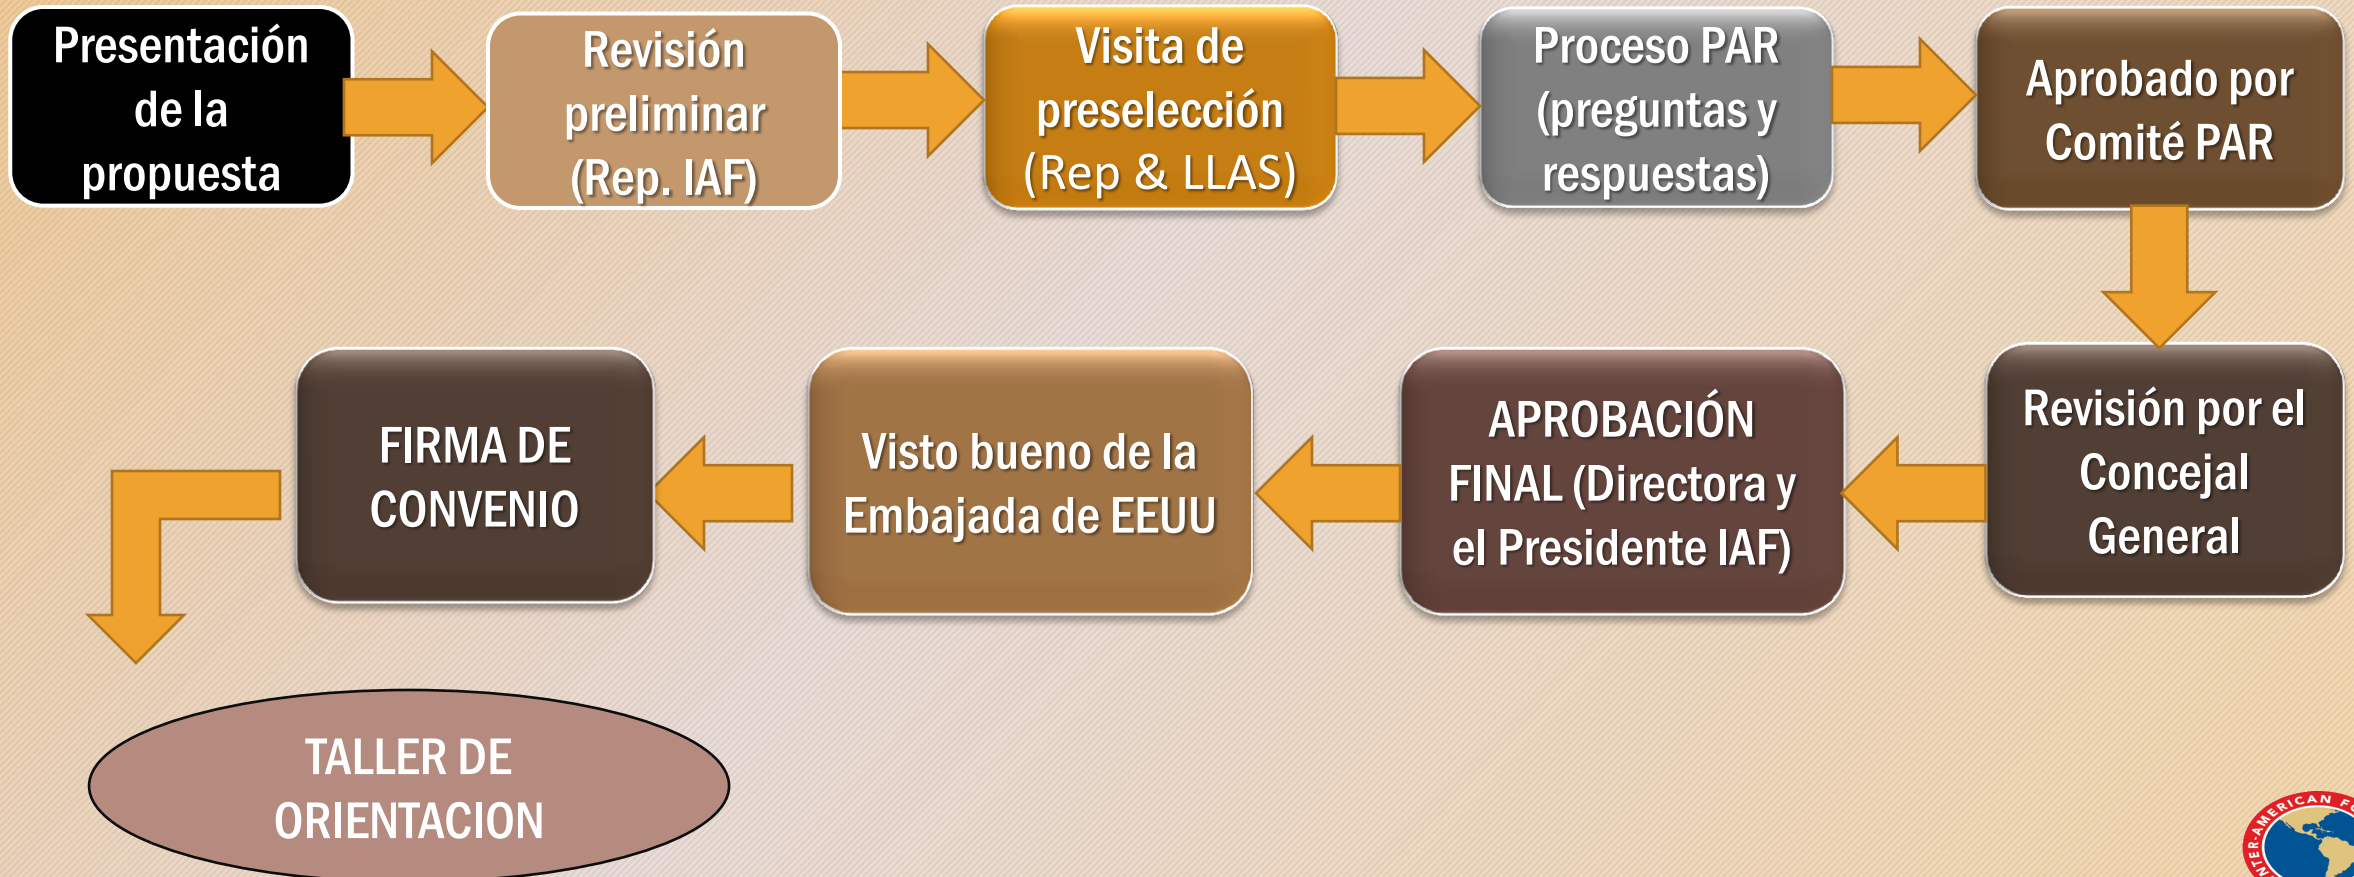 Presentación
de la
propuesta
Revisión
preliminar
(Rep. IAF)
Visita de
preselección
(Rep & LLAS)
Proceso PAR
(preguntas y
respuestas)
Aprobado por
Comité PAR
Revisión por el
Concejal
General
APROBACIÓN
FINAL (Directora y
el Presidente IAF)
Visto bueno de la
Embajada de EEUU
FIRMA DE
CONVENIO
TALLER DE
ORIENTACION
INTER-AMERICAN